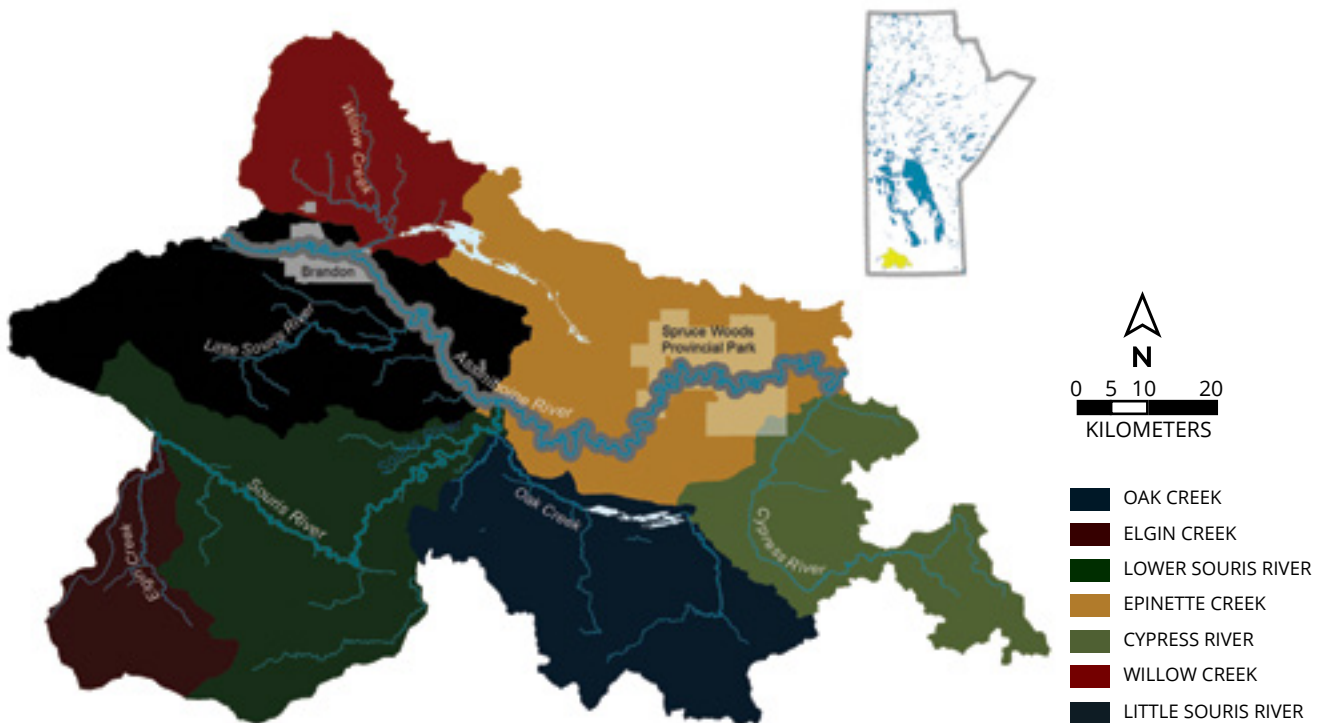 Willow Creek
Brandon
Little Souris River
Assiniboine River
Spruce Woods
Provincial Park
Souris River
Oak Creek
Cypress River
Elgin Creek
N
0 5 10 20
KILOMETERS
OAK CREEK
ELGIN CREEK
LOWER SOURIS RIVER
EPINETTE CREEK
CYPRESS RIVER
WILLOW CREEK
LITTLE SOURIS RIVER